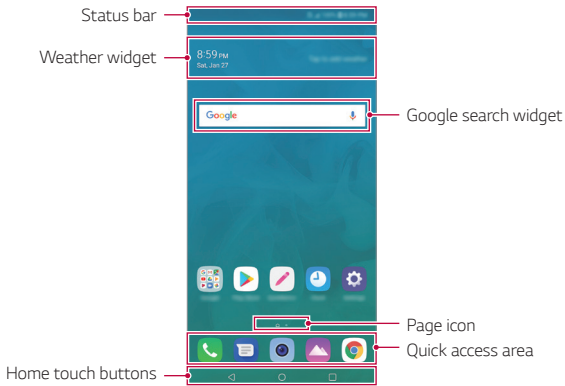 Status bar
Weather widget
8:59 PM
Sat, Jan 27
Google
Google search widget
Page icon
Quick access area
Home touch buttons